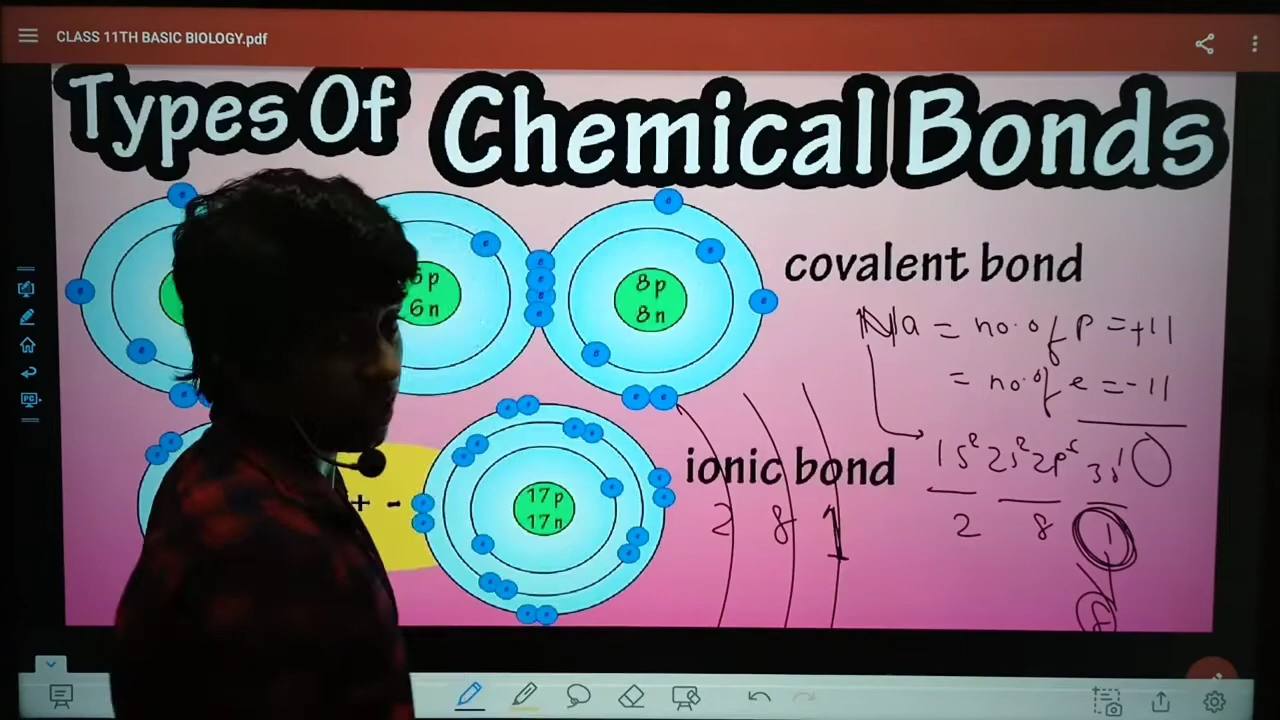 CLASS 11TH BASIC BIOLOGY.pdf
Types Of Chemical Bonds
6p
6n
8p
8n
covalent bond
Na = no. of p = +11
= no. of e = -11
1s² 2s² 2p⁶ 3s¹
2 8 1
+ -
17p
17n
ionic bond
2 8 1
PC